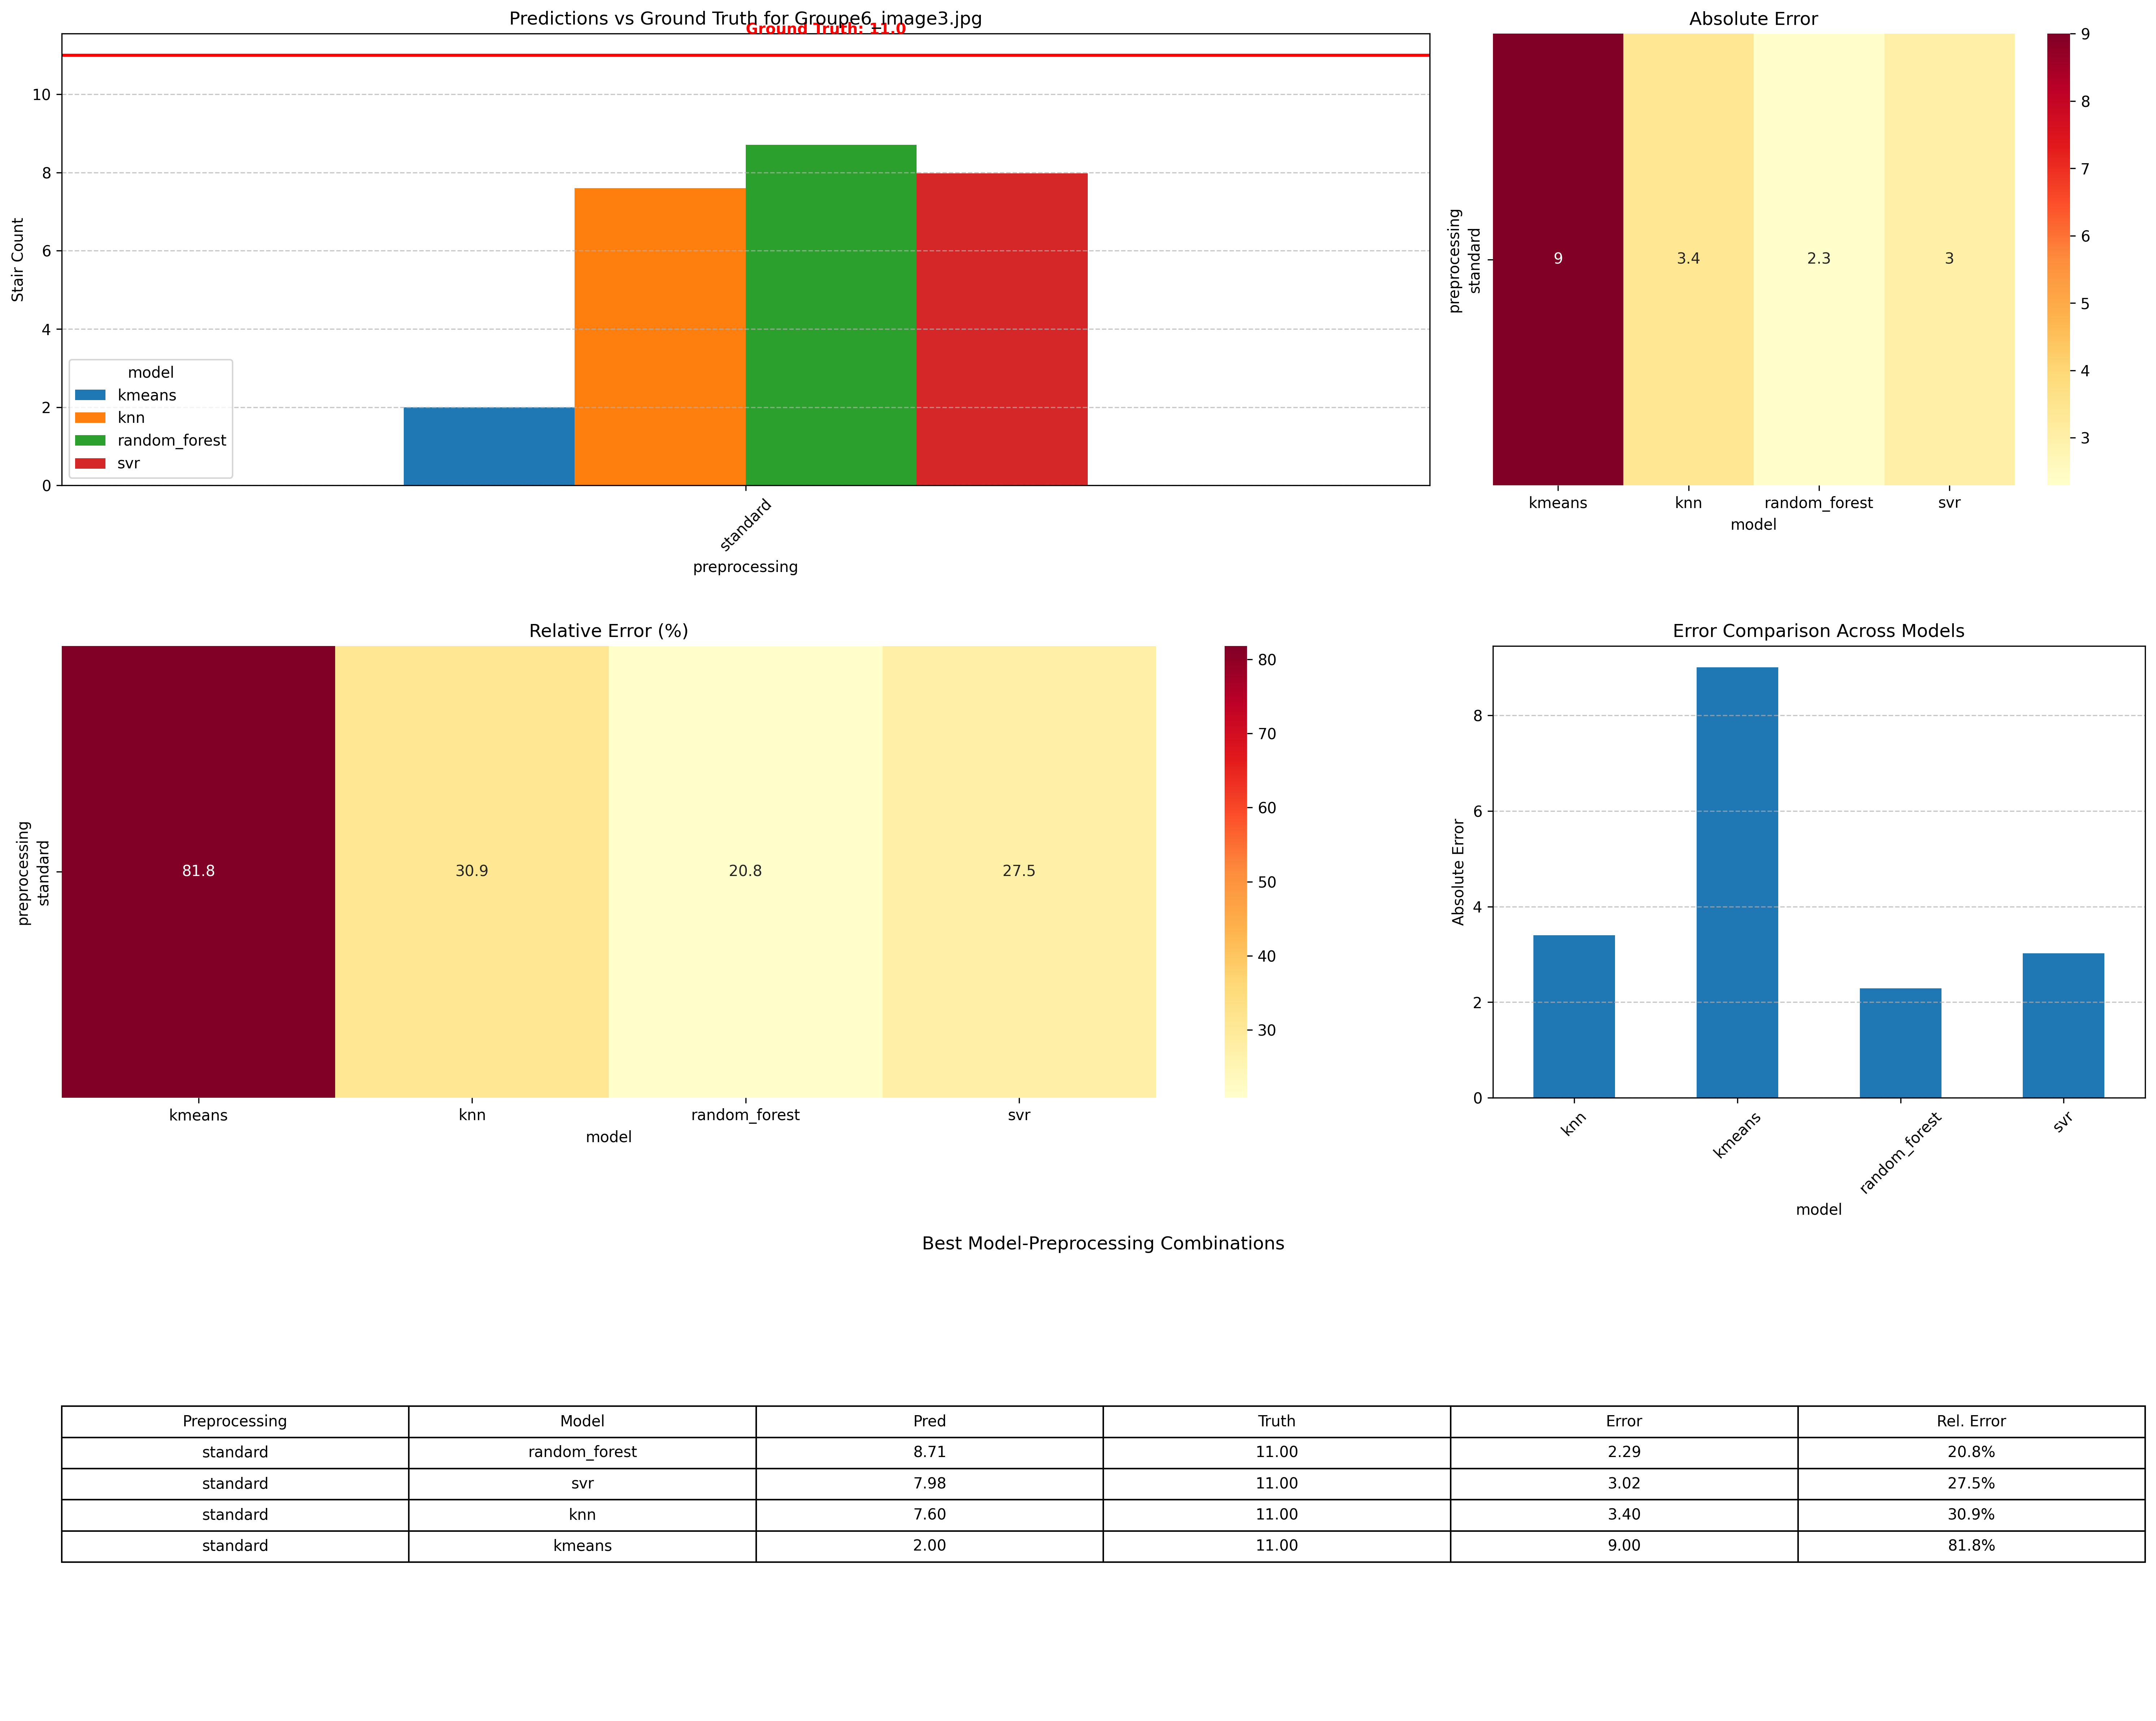 Predictions vs Ground Truth for Groupe6_image3.jpg
Ground Truth: 11.0
Stair Count
10
8
6
4
2
0
model
kmeans
knn
random_forest
svr
standard
preprocessing
Absolute Error
preprocessing
standard
9
3.4
2.3
3
kmeans
knn
random_forest
svr
model
9
8
7
6
5
4
3
Relative Error (%)
preprocessing
standard
81.8
30.9
20.8
27.5
kmeans
knn
random_forest
svr
model
80
70
60
50
40
30
Error Comparison Across Models
Absolute Error
8
6
4
2
0
knn
kmeans
random_forest
svr
model
Best Model-Preprocessing Combinations
Preprocessing Model Pred Truth Error Rel. Error
standard random_forest 8.71 11.00 2.29 20.8%
standard svr 7.98 11.00 3.02 27.5%
standard knn 7.60 11.00 3.40 30.9%
standard kmeans 2.00 11.00 9.00 81.8%